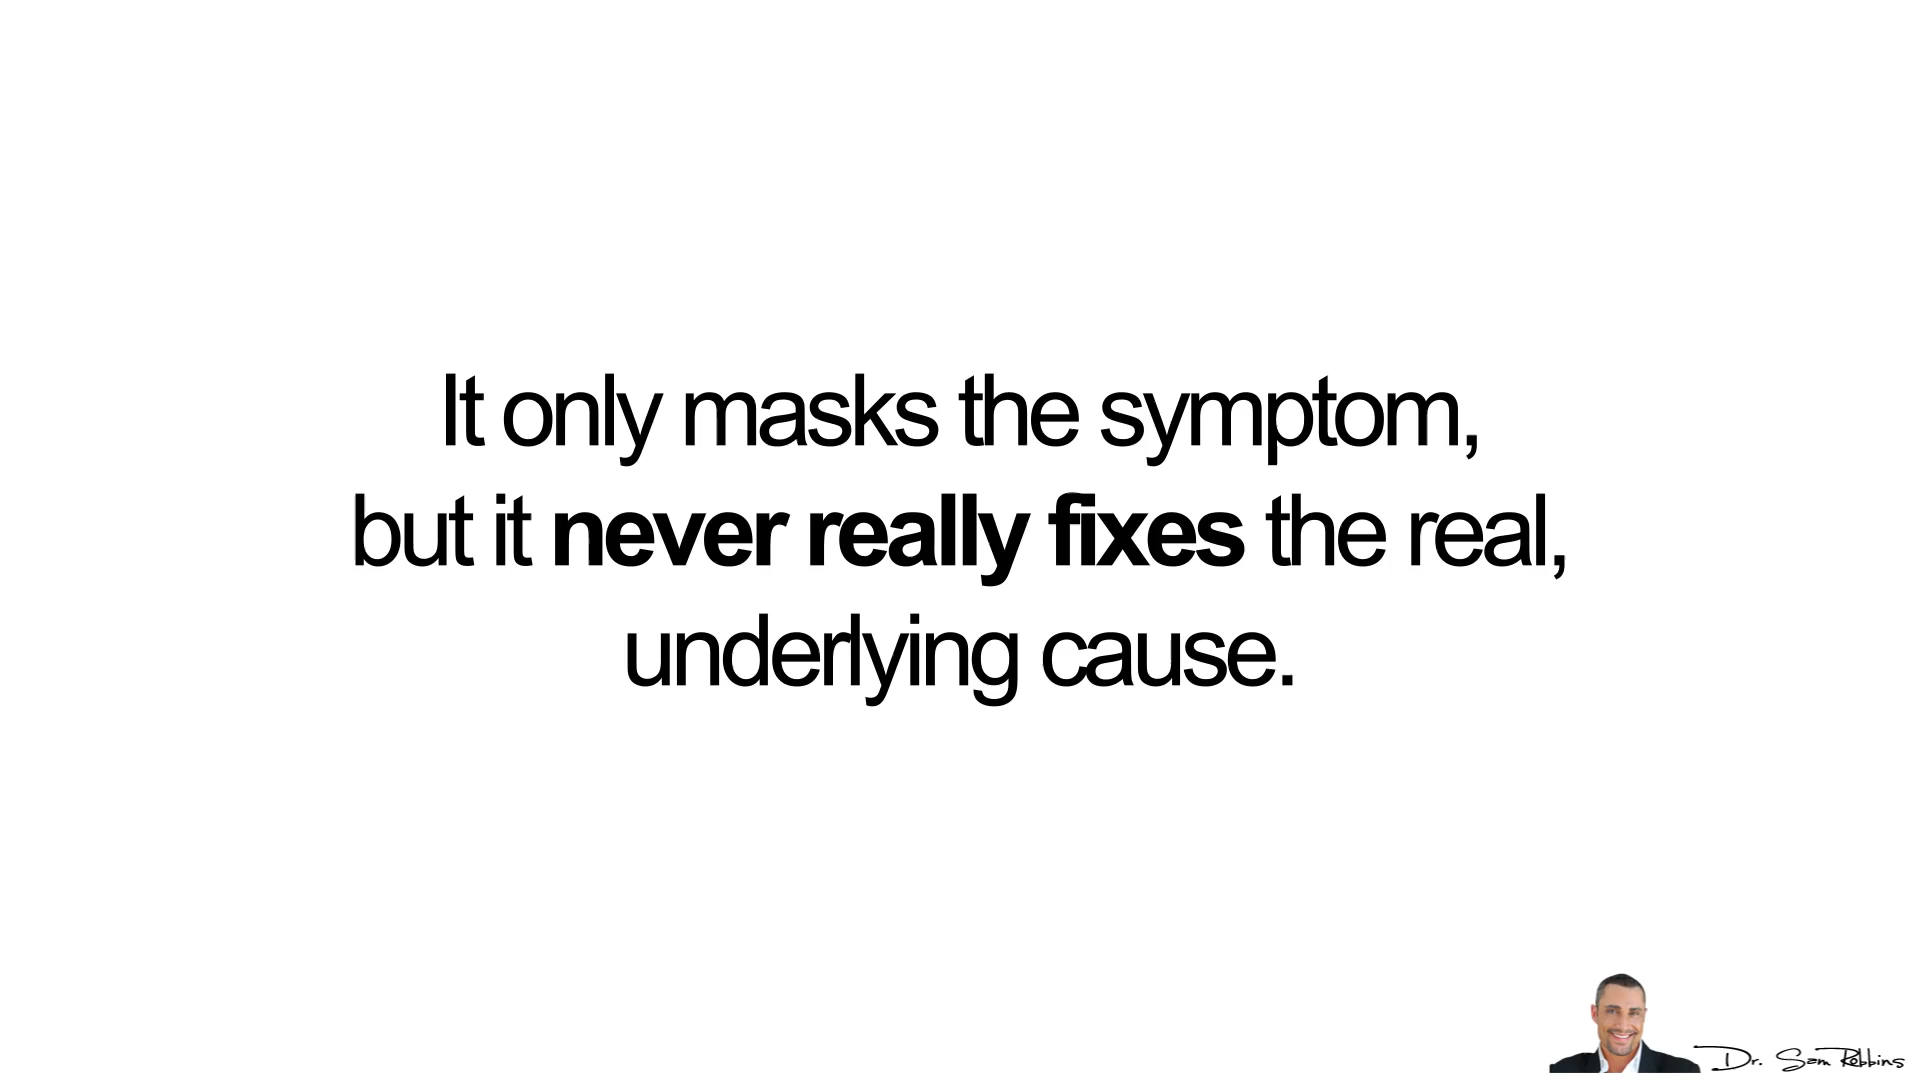 It only masks the symptom,
but it never really fixes the real,
underlying cause.
Dr. Sam Robbins